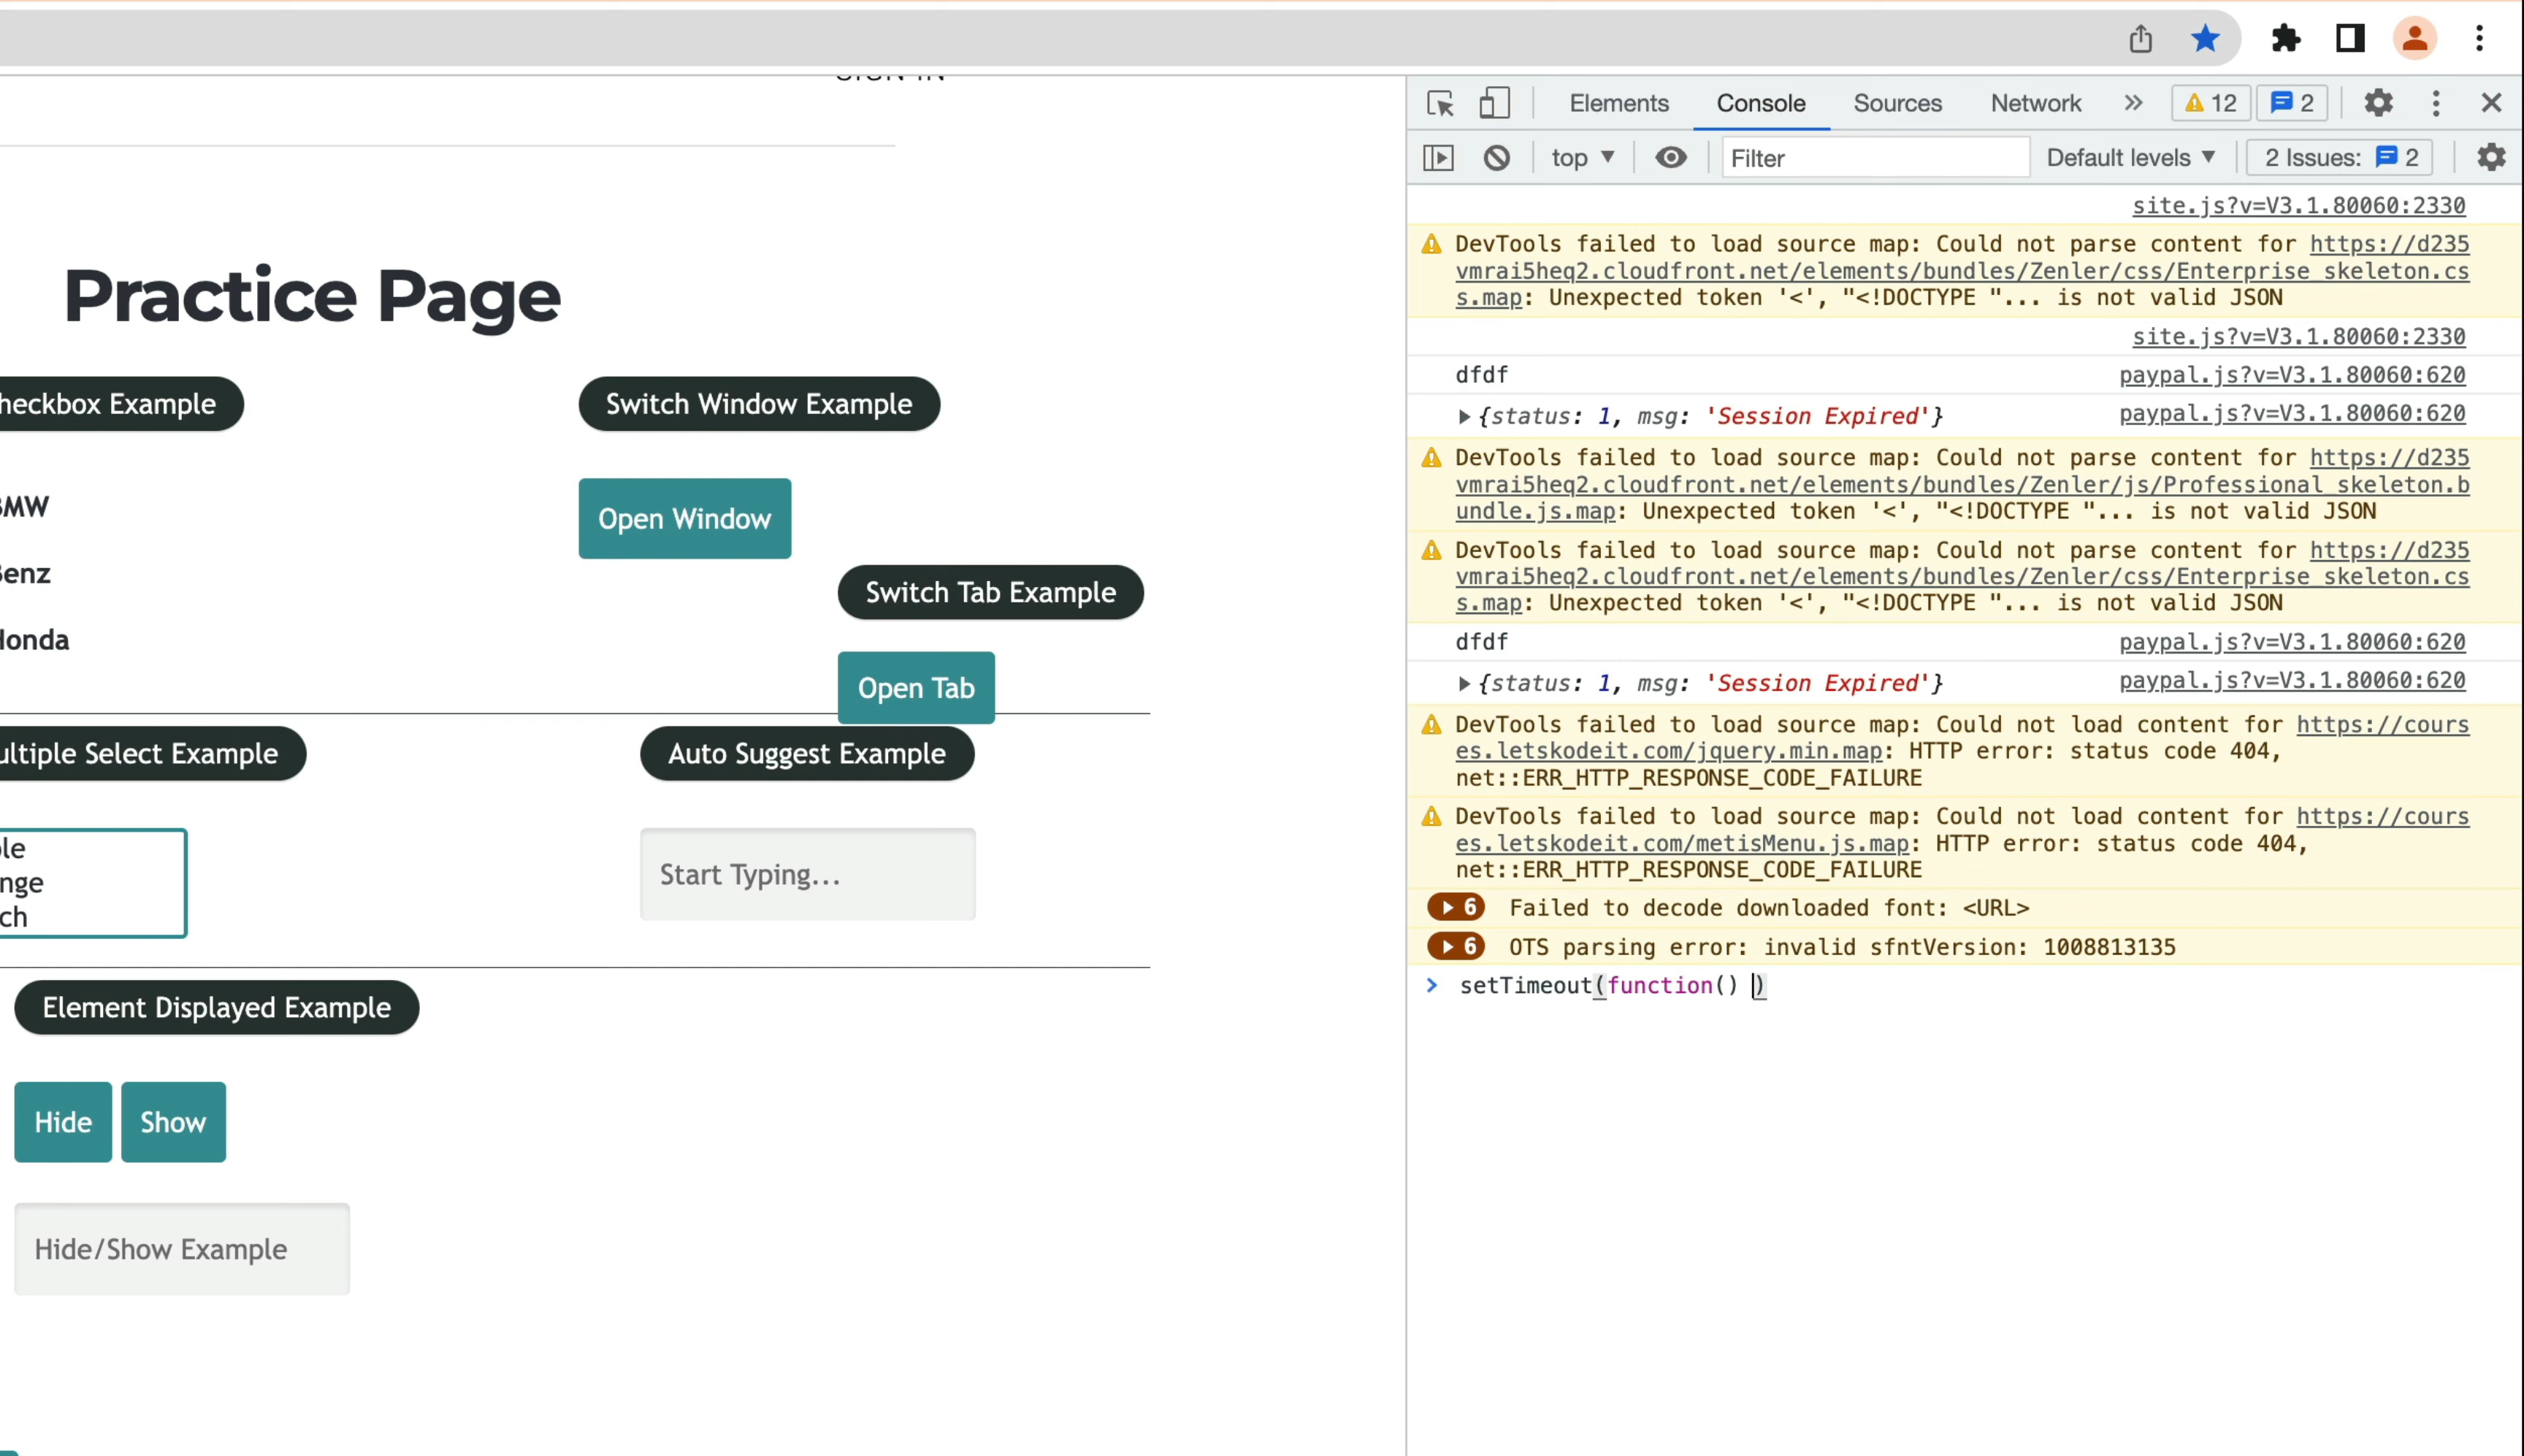 Practice Page
heckbox Example
Switch Window Example
BMW
Open Window
Benz
Switch Tab Example
Honda
Open Tab
ultiple Select Example
Auto Suggest Example
le
nge
ch
Start Typing...
Element Displayed Example
Hide
Show
Hide/Show Example
Elements
Console
Sources
Network
12
2
top
Filter
Default levels
2 Issues: 2
site.js?v=V3.1.80060:2330
DevTools failed to load source map: Could not parse content for https://d235
vmrai5heq2.cloudfront.net/elements/bundles/Zenler/css/Enterprise_skeleton.cs
s.map: Unexpected token '<', "<!DOCTYPE "... is not valid JSON
site.js?v=V3.1.80060:2330
dfdf paypal.js?v=V3.1.80060:620
{status: 1, msg: 'Session Expired'} paypal.js?v=V3.1.80060:620
DevTools failed to load source map: Could not parse content for https://d235
vmrai5heq2.cloudfront.net/elements/bundles/Zenler/js/Professional_skeleton.b
undle.js.map: Unexpected token '<', "<!DOCTYPE "... is not valid JSON
DevTools failed to load source map: Could not parse content for https://d235
vmrai5heq2.cloudfront.net/elements/bundles/Zenler/css/Enterprise_skeleton.cs
s.map: Unexpected token '<', "<!DOCTYPE "... is not valid JSON
dfdf paypal.js?v=V3.1.80060:620
{status: 1, msg: 'Session Expired'} paypal.js?v=V3.1.80060:620
DevTools failed to load source map: Could not load content for https://cours
es.letskodeit.com/jquery.min.map: HTTP error: status code 404,
net::ERR_HTTP_RESPONSE_CODE_FAILURE
DevTools failed to load source map: Could not load content for https://cours
es.letskodeit.com/metisMenu.js.map: HTTP error: status code 404,
net::ERR_HTTP_RESPONSE_CODE_FAILURE
6 Failed to decode downloaded font: <URL>
6 OTS parsing error: invalid sfntVersion: 1008813135
> setTimeout(function() )